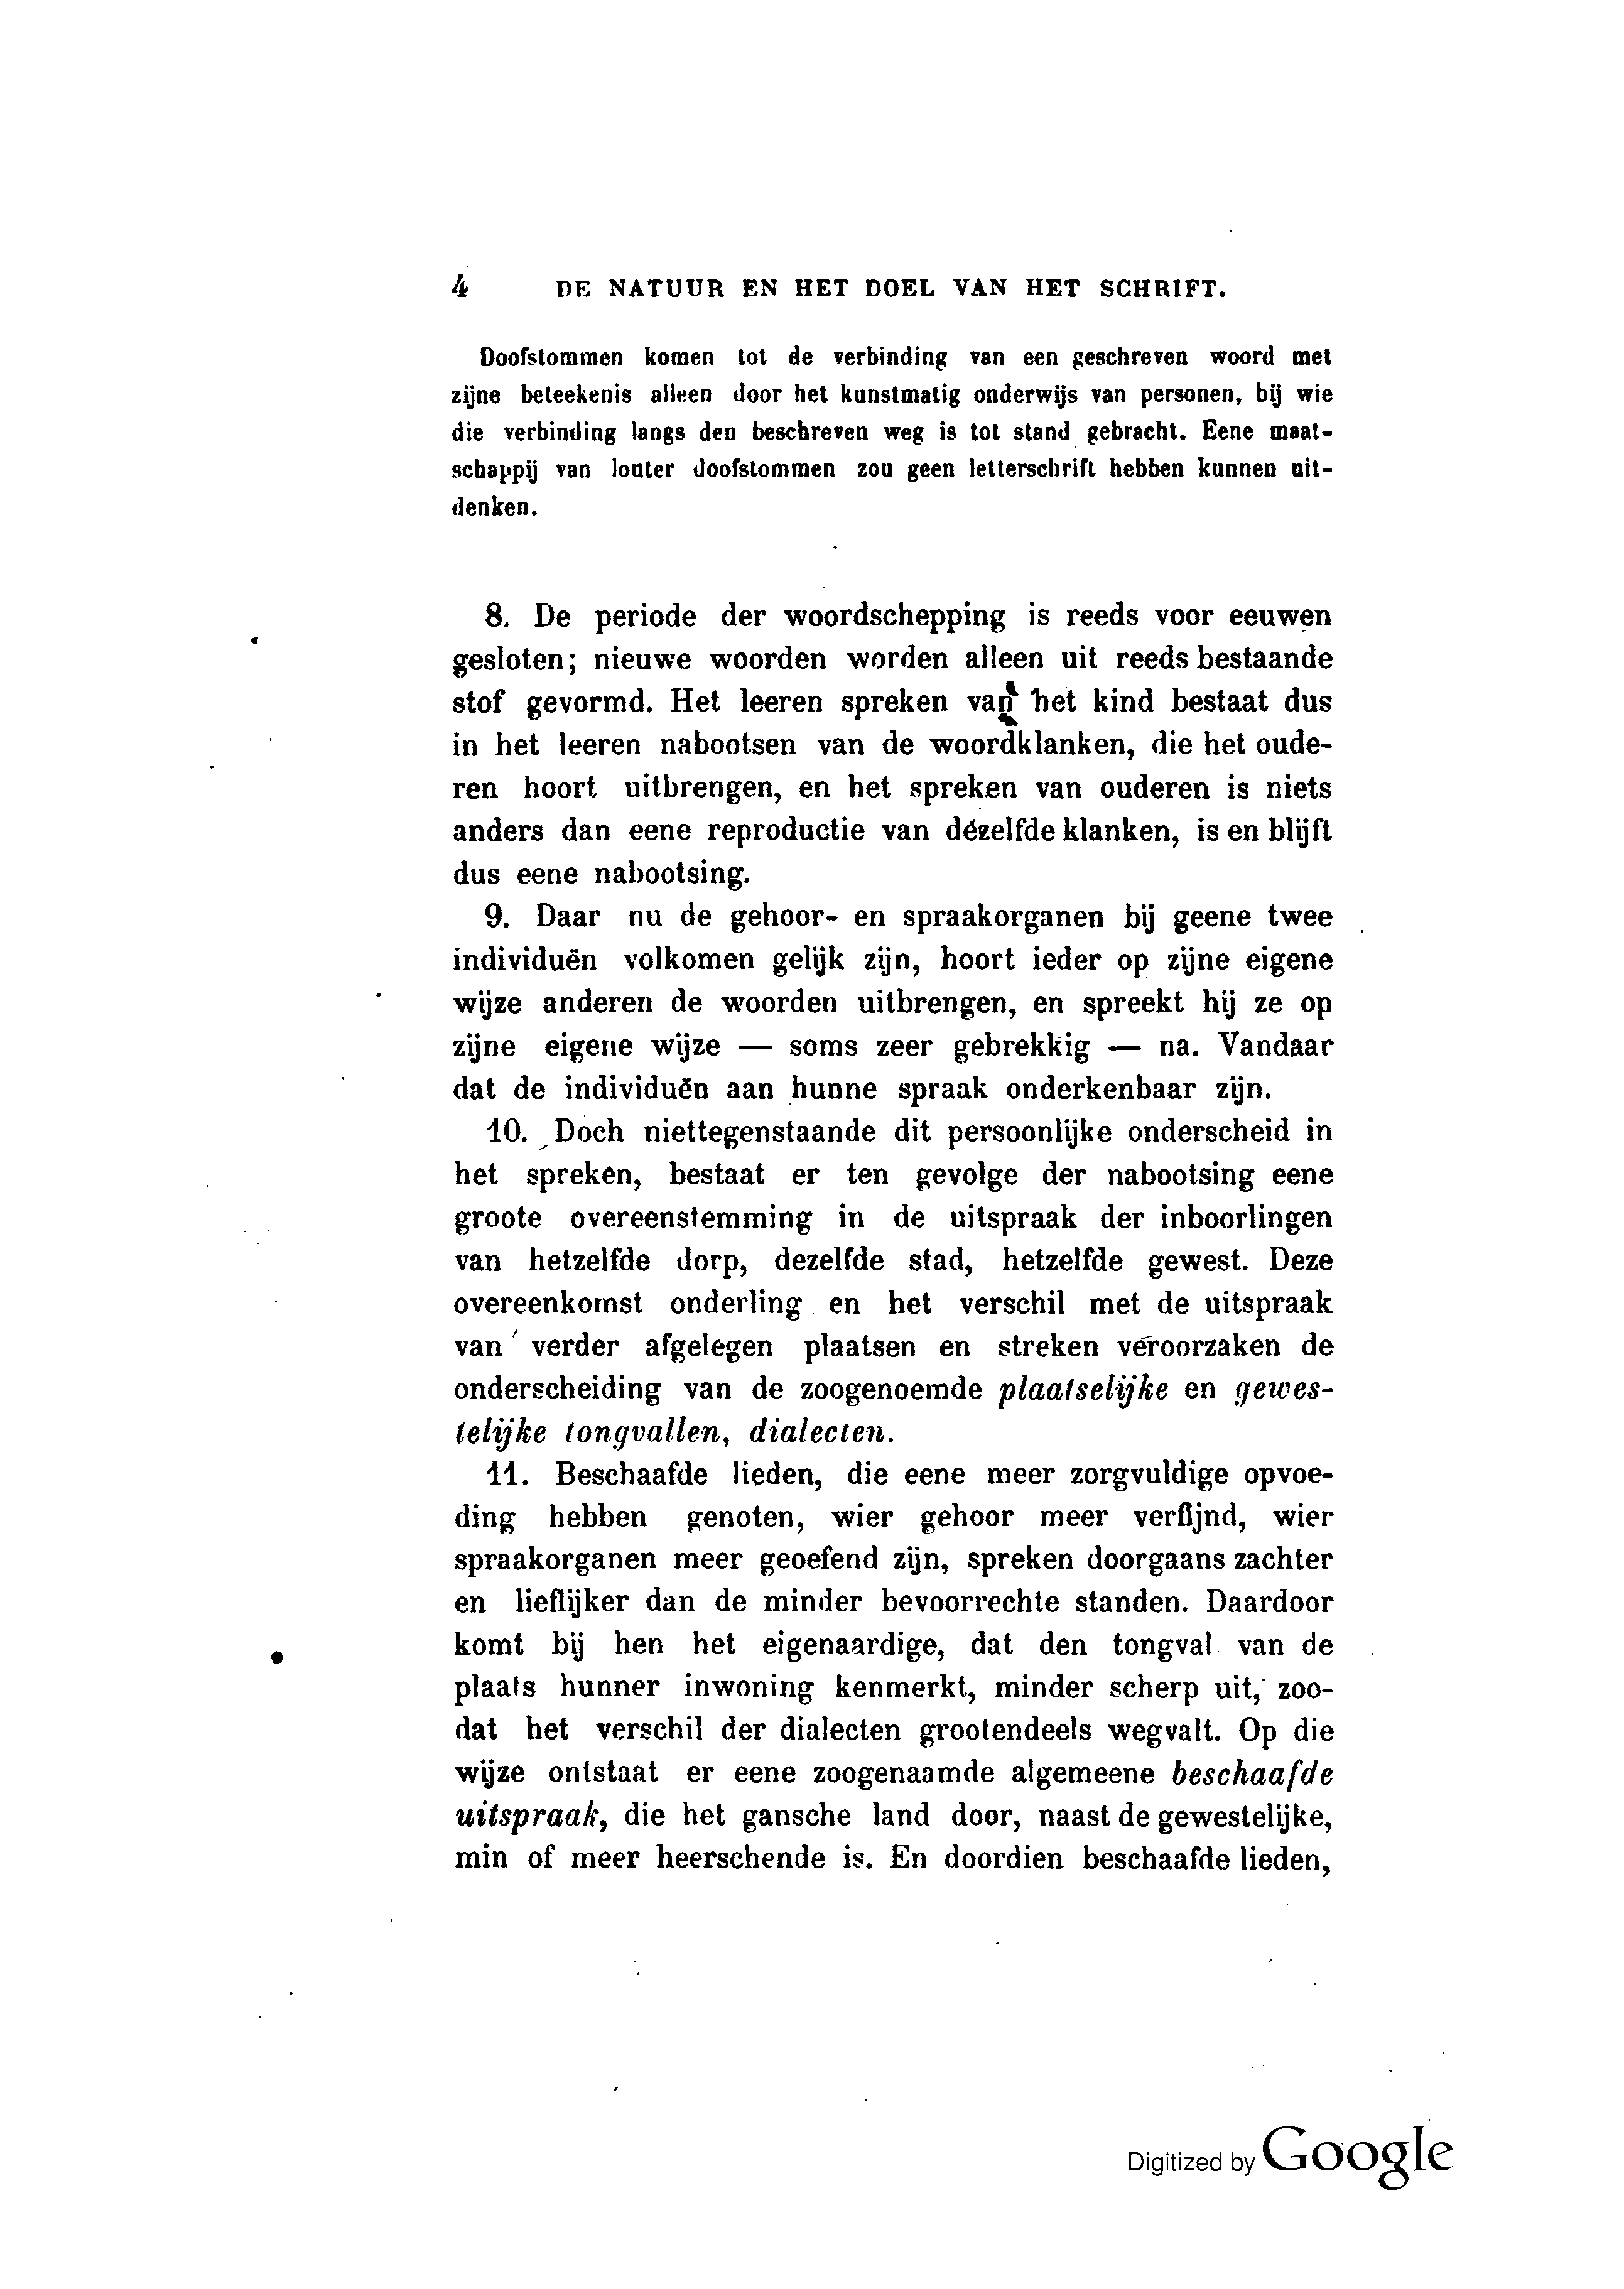 4 DE NATUUR EN HET DOEL VAN HET SCHRIFT.
Doofstommen komen tot de verbinding van een geschreven woord met
zijne beteekenis alleen door het kunstmatig onderwijs van personen, bij wie
die verbinding langs den beschreven weg is tot stand gebracht. Eene maat-
schappij van louter doofstommen zou geen letterschrift hebben kunnen uit-
denken.
8. De periode der woordschepping is reeds voor eeuwen
gesloten; nieuwe woorden worden alleen uit reeds bestaande
stof gevormd. Het leeren spreken van het kind bestaat dus
in het leeren nabootsen van de woordklanken, die het oude-
ren hoort uitbrengen, en het spreken van ouderen is niets
anders dan eene reproductie van dézelfde klanken, is en blijft
dus eene nabootsing.
9. Daar nu de gehoor- en spraakorganen bij geene twee
individuën volkomen gelijk zijn, hoort ieder op zijne eigene
wijze anderen de woorden uitbrengen, en spreekt hij ze op
zijne eigene wijze — soms zeer gebrekkig — na. Vandaar
dat de individuën aan hunne spraak onderkenbaar zijn.
10. Doch niettegenstaande dit persoonlijke onderscheid in
het spreken, bestaat er ten gevolge der nabootsing eene
groote overeenstemming in de uitspraak der inboorlingen
van hetzelfde dorp, dezelfde stad, hetzelfde gewest. Deze
overeenkomst onderling en het verschil met de uitspraak
van verder afgelegen plaatsen en streken veroorzaken de
onderscheiding van de zoogenoemde plaatselijke en gewes-
telijke tongvallen, dialecten.
11. Beschaafde lieden, die eene meer zorgvuldige opvoe-
ding hebben genoten, wier gehoor meer verfijnd, wier
spraakorganen meer geoefend zijn, spreken doorgaans zachter
en lieflijker dan de minder bevoorrechte standen. Daardoor
komt bij hen het eigenaardige, dat den tongval van de
plaats hunner inwoning kenmerkt, minder scherp uit, zoo-
dat het verschil der dialecten grootendeels wegvalt. Op die
wijze ontstaat er eene zoogenaamde algemeene beschaafde
uitspraak, die het gansche land door, naast de gewestelijke,
min of meer heerschende is. En doordien beschaafde lieden,
Digitized by Google